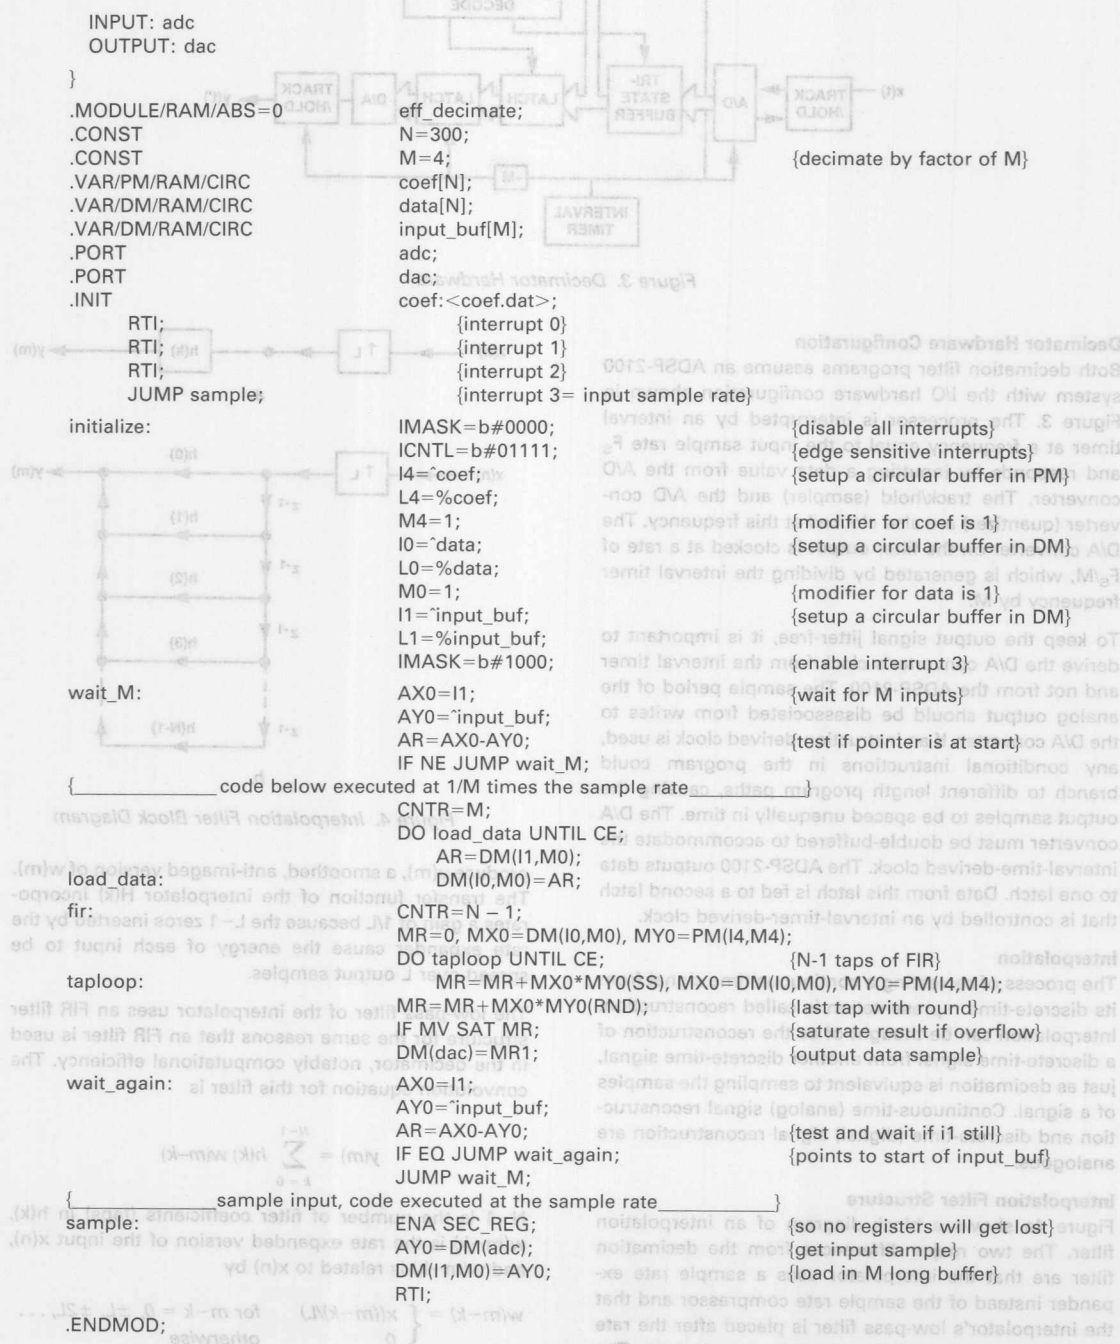 INPUT: adc
OUTPUT: dac
}
.MODULE/RAM/ABS=0 eff_decimate;
.CONST N=300;
.CONST M=4; {decimate by factor of M}
.VAR/PM/RAM/CIRC coef[N];
.VAR/DM/RAM/CIRC data[N];
.VAR/DM/RAM/CIRC input_buf[M];
.PORT adc;
.PORT dac;
.INIT coef:<coef.dat>;
RTI; {interrupt 0}
RTI; {interrupt 1}
RTI; {interrupt 2}
JUMP sample; {interrupt 3= input sample rate}
initialize: IMASK=b#0000; {disable all interrupts}
ICNTL=b#01111; {edge sensitive interrupts}
I4=^coef; {setup a circular buffer in PM}
L4=%coef;
M4=1; {modifier for coef is 1}
I0=^data; {setup a circular buffer in DM}
L0=%data;
M0=1; {modifier for data is 1}
I1=^input_buf; {setup a circular buffer in DM}
L1=%input_buf;
IMASK=b#1000; {enable interrupt 3}
wait_M: AX0=I1; {wait for M inputs}
AY0=^input_buf;
AR=AX0-AY0; {test if pointer is at start}
IF NE JUMP wait_M;
{____________code below executed at 1/M times the sample rate__________}
CNTR=M;
DO load_data UNTIL CE;
AR=DM(I1,M0);
load_data: DM(I0,M0)=AR;
fir: CNTR=N – 1;
MR=0, MX0=DM(I0,M0), MY0=PM(I4,M4);
DO taploop UNTIL CE; {N-1 taps of FIR}
taploop: MR=MR+MX0*MY0(SS), MX0=DM(I0,M0), MY0=PM(I4,M4);
MR=MR+MX0*MY0(RND); {last tap with round}
IF MV SAT MR; {saturate result if overflow}
DM(dac)=MR1; {output data sample}
wait_again: AX0=I1;
AY0=^input_buf;
AR=AX0-AY0; {test and wait if i1 still}
IF EQ JUMP wait_again; {points to start of input_buf}
JUMP wait_M;
{____________sample input, code executed at the sample rate__________}
sample: ENA SEC_REG; {so no registers will get lost}
AY0=DM(adc); {get input sample}
DM(I1,M0)=AY0; {load in M long buffer}
RTI;
.ENDMOD;